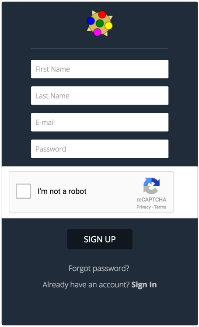 First Name
Last Name
E-mail
Password
I'm not a robot
reCAPTCHA
Privacy - Terms
SIGN UP
Forgot password?
Already have an account? Sign In